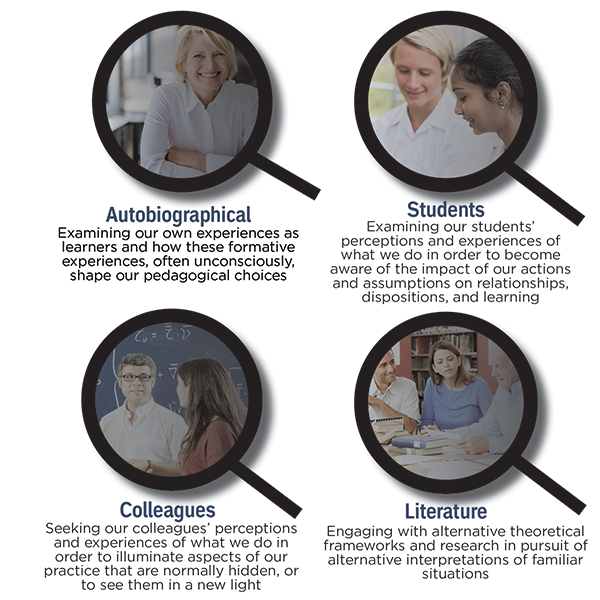 Autobiographical
Examining our own experiences as
learners and how these formative
experiences, often unconsciously,
shape our pedagogical choices
Students
Examining our students’
perceptions and experiences of
what we do in order to become
aware of the impact of our actions
and assumptions on relationships,
dispositions, and learning
Colleagues
Seeking our colleagues’ perceptions
and experiences of what we do in
order to illuminate aspects of our
practice that are normally hidden, or
to see them in a new light
Literature
Engaging with alternative theoretical
frameworks and research in pursuit of
alternative interpretations of familiar
situations